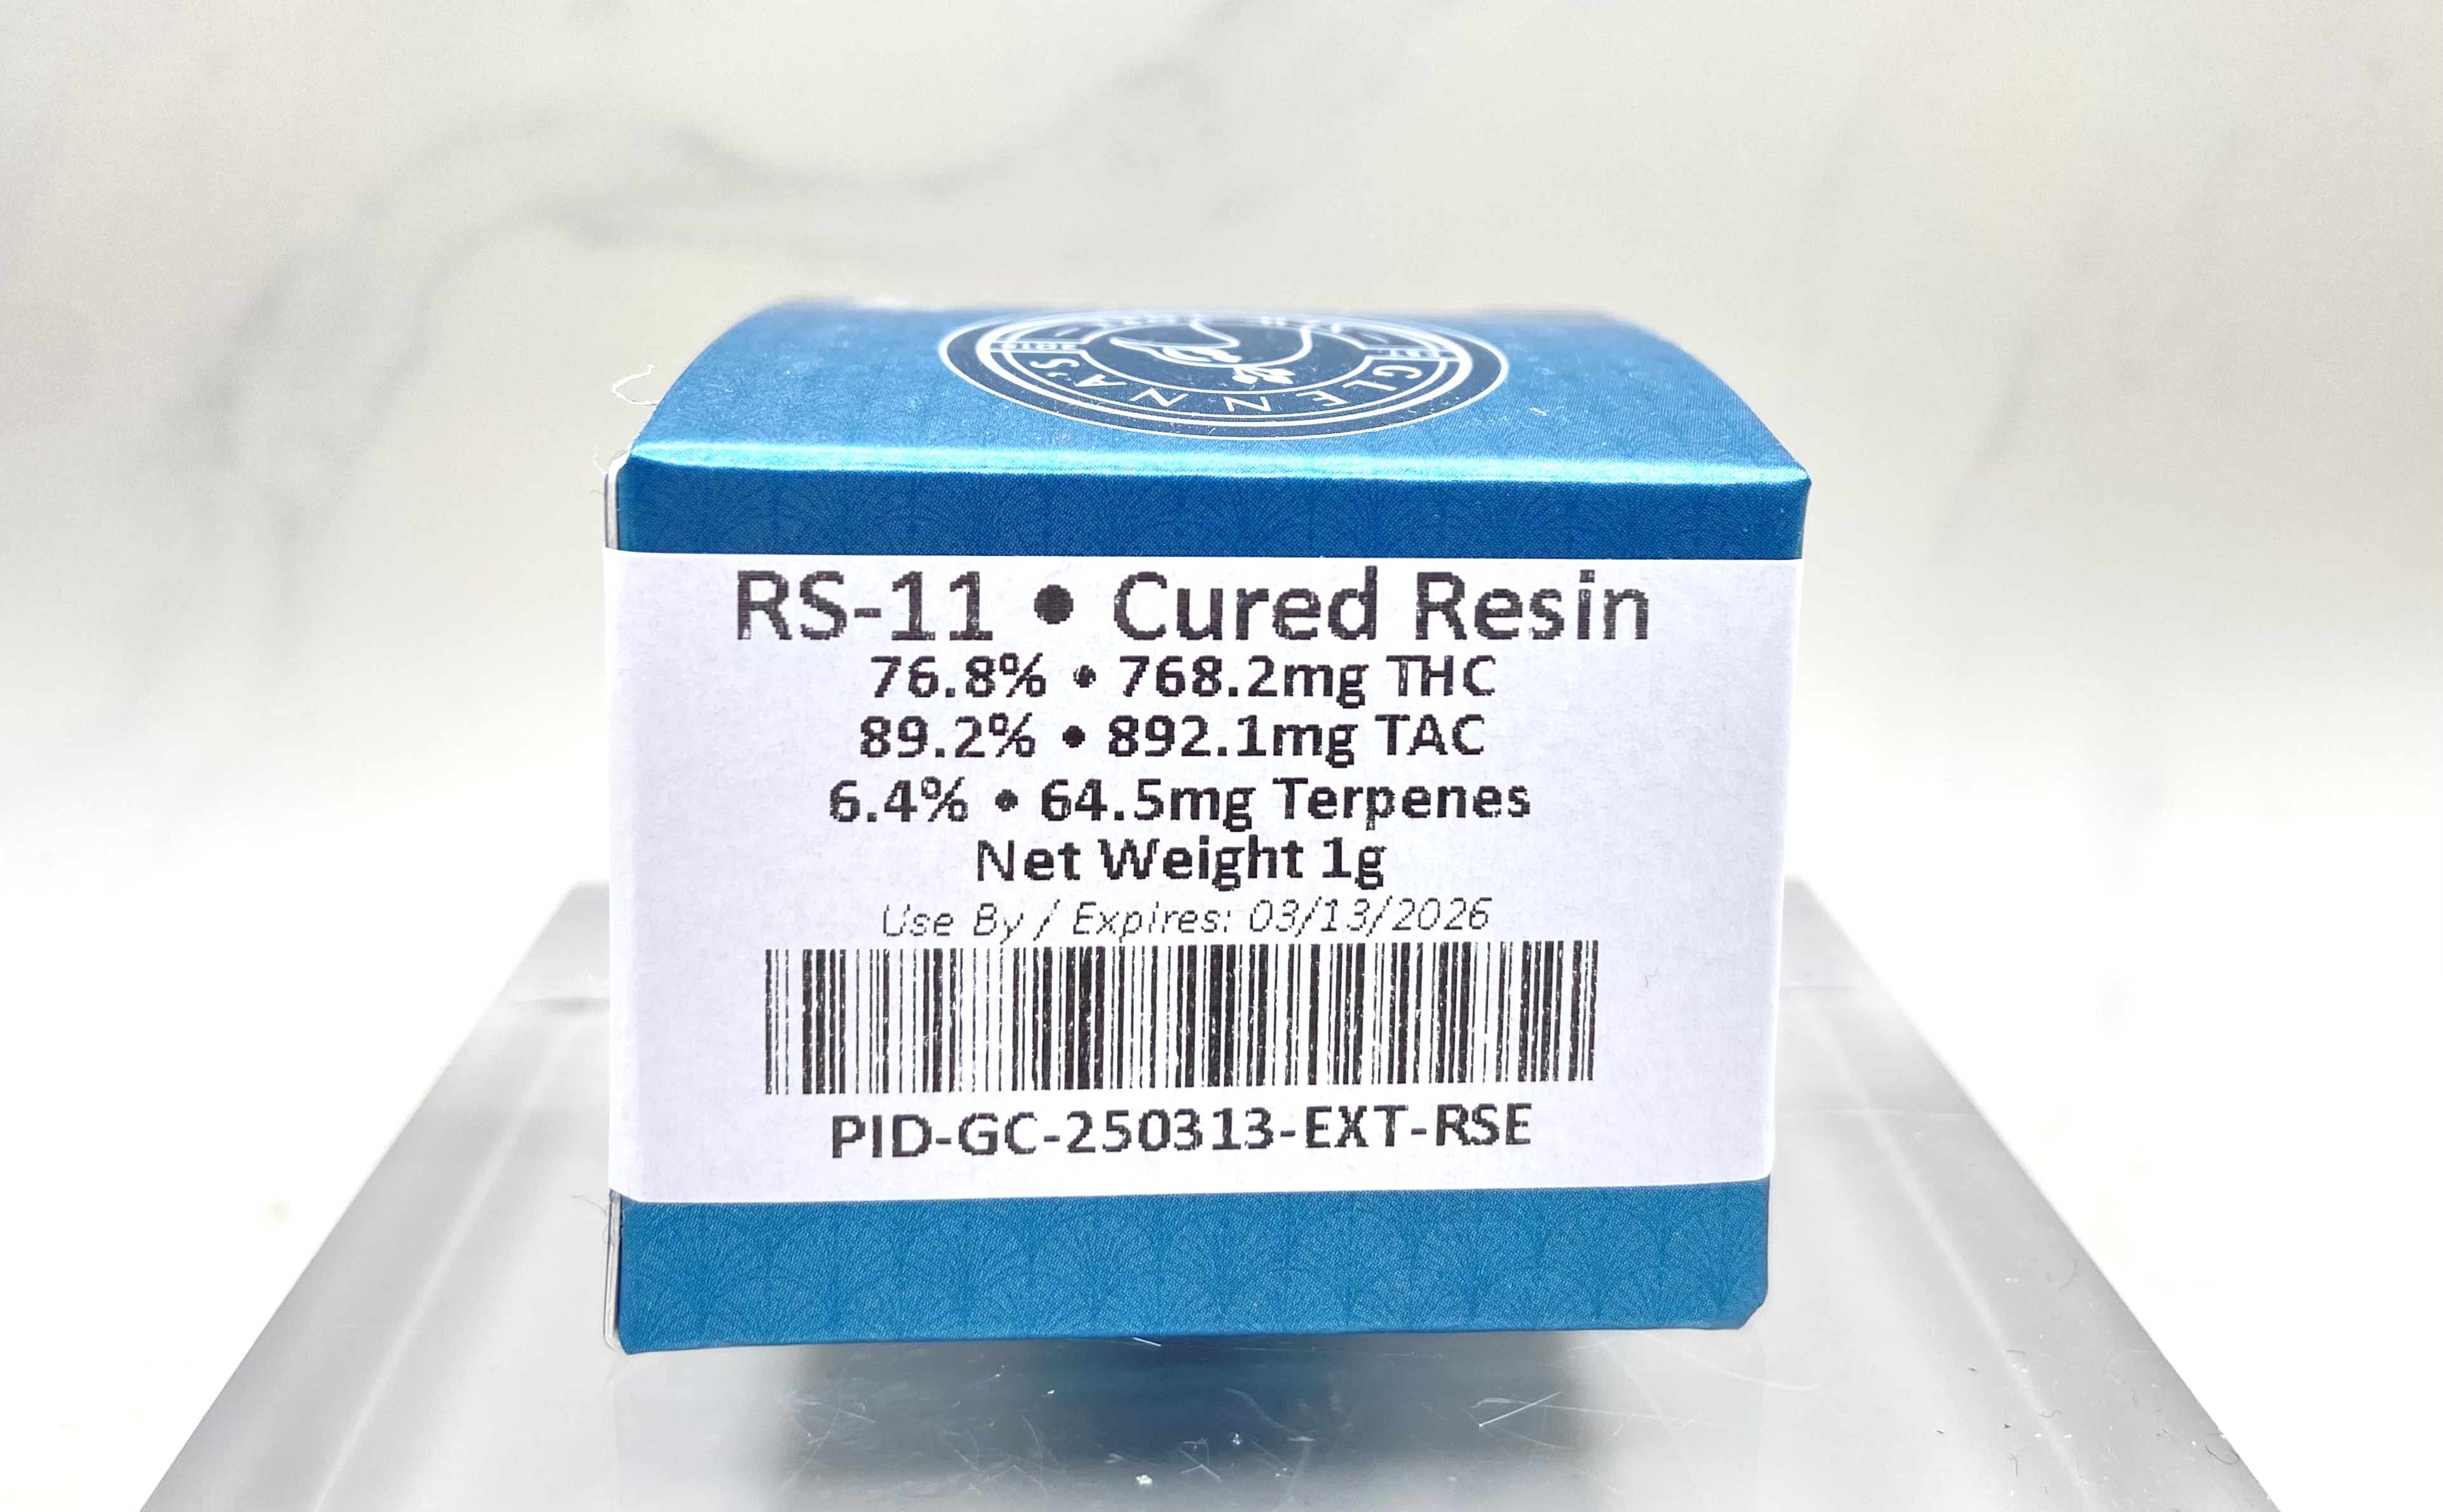 GLENNA'S
RS-11 • Cured Resin
76.8% • 768.2mg THC
89.2% • 892.1mg TAC
6.4% • 64.5mg Terpenes
Net Weight 1g
Use By / Expires: 03/13/2026
PID-GC-250313-EXT-RSE